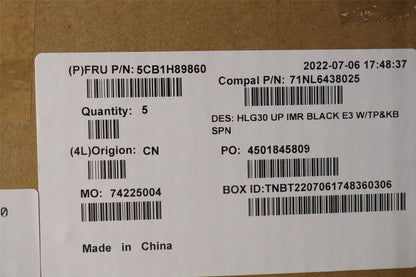 2022-07-06 17:48:37
(P)FRU P/N: 5CB1H89860
Compal P/N: 71NL6438025
Quantity: 5
DES: HLG30 UP IMR BLACK E3 W/TP&KB
SPN
(4L)Origion: CN
PO: 4501845809
MO: 74225004
BOX ID:TNBT2207061748360306
Made in China
0